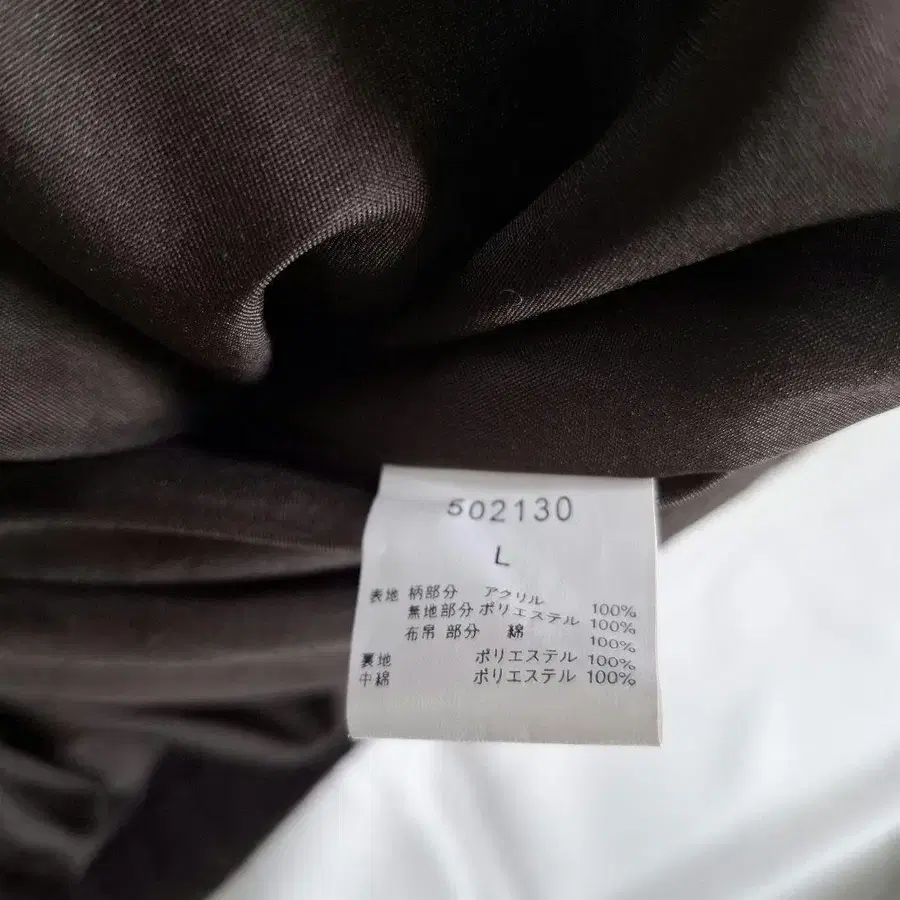 502130
L
表地 柄部分 アクリル 100%
無地部分 ポリエステル 100%
布帛 部分 綿 100%
裏地 ポリエステル 100%
中綿 ポリエステル 100%